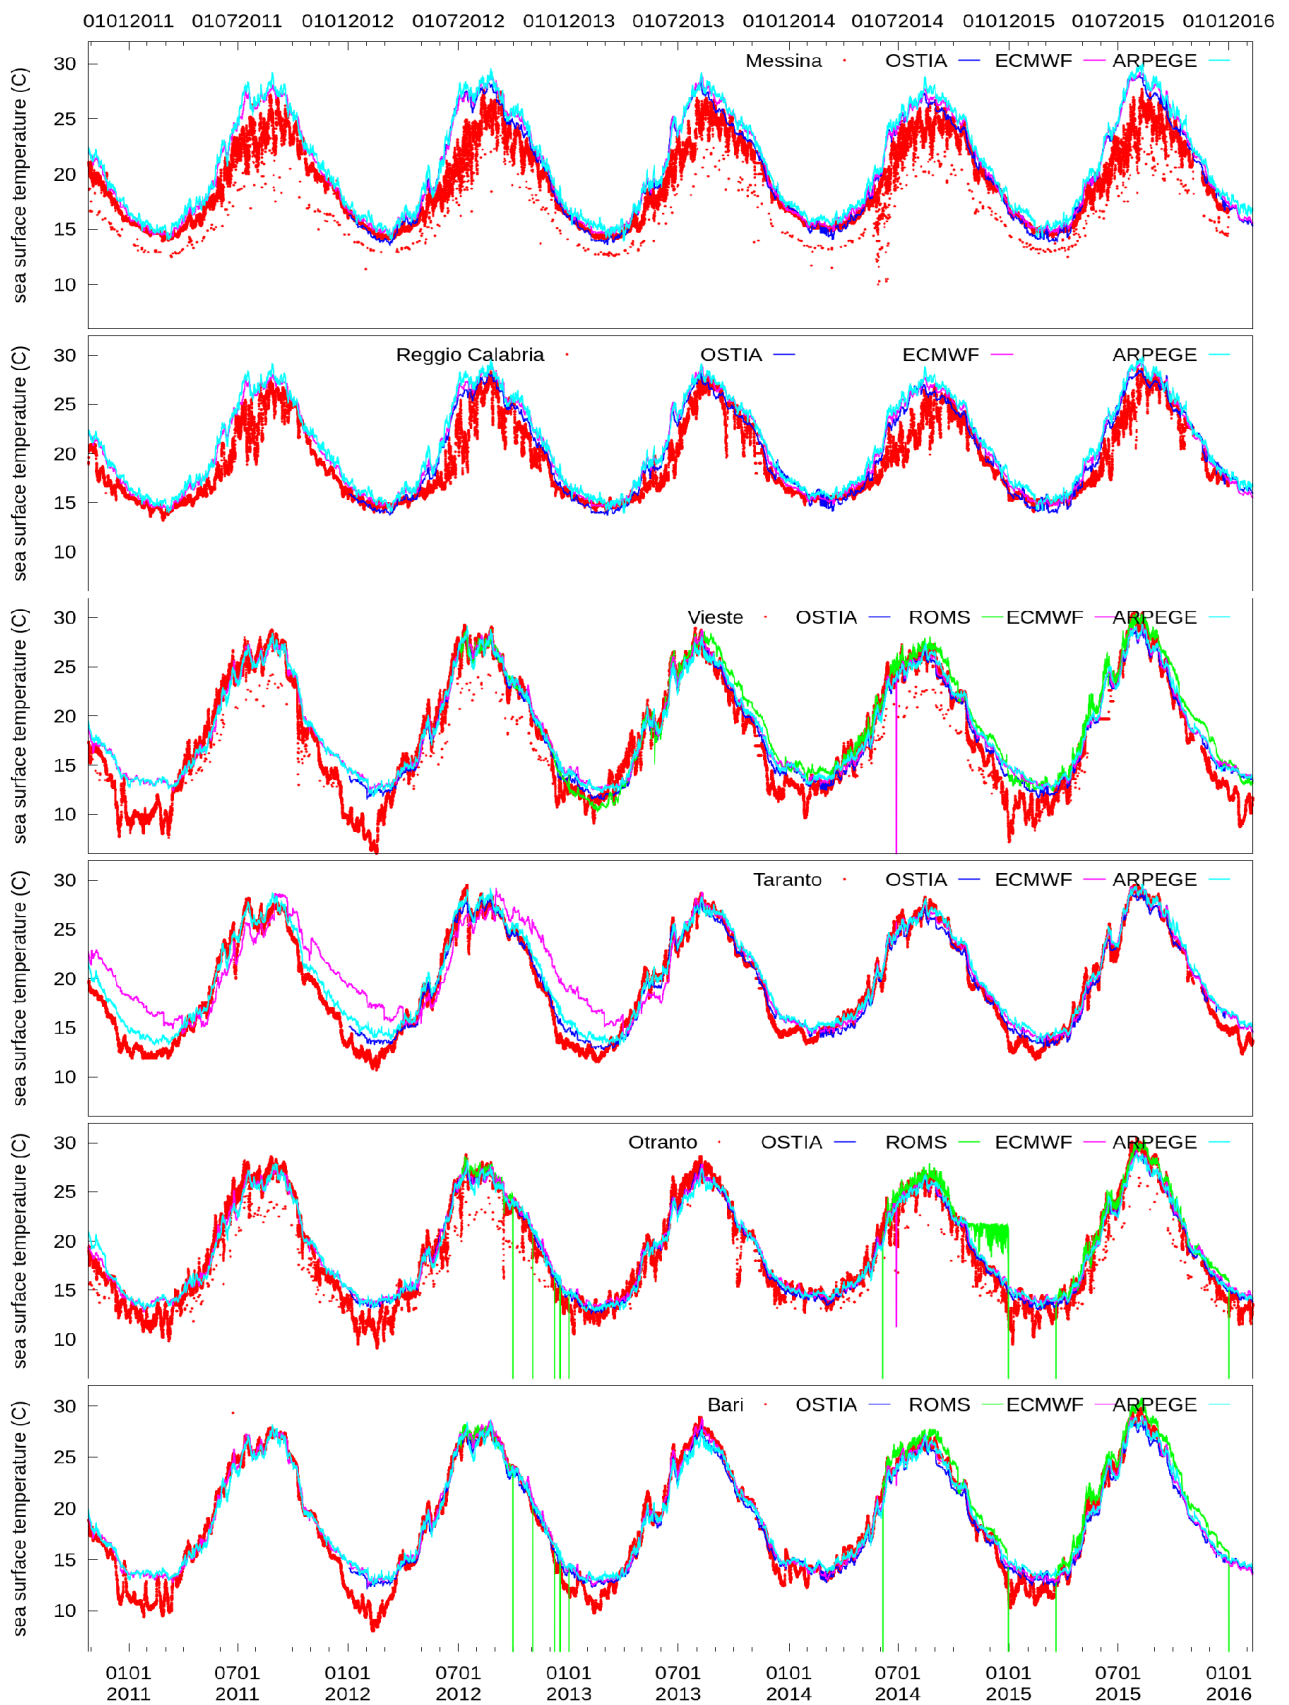 01012011 01072011 01012012 01072012 01012013 01072013 01012014 01072014 01012015 01072015 01012016
sea surface temperature (C)
Messina OSTIA ECMWF ARPEGE
30
25
20
15
10
sea surface temperature (C)
Reggio Calabria OSTIA ECMWF ARPEGE
30
25
20
15
10
sea surface temperature (C)
Vieste OSTIA ROMS ECMWF ARPEGE
30
25
20
15
10
sea surface temperature (C)
Taranto OSTIA ECMWF ARPEGE
30
25
20
15
10
sea surface temperature (C)
Otranto OSTIA ROMS ECMWF ARPEGE
30
25
20
15
10
sea surface temperature (C)
Bari OSTIA ROMS ECMWF ARPEGE
30
25
20
15
10
0101 0701 0101 0701 0101 0701 0101 0701 0101 0701 0101
2011 2011 2012 2012 2013 2013 2014 2014 2015 2015 2016